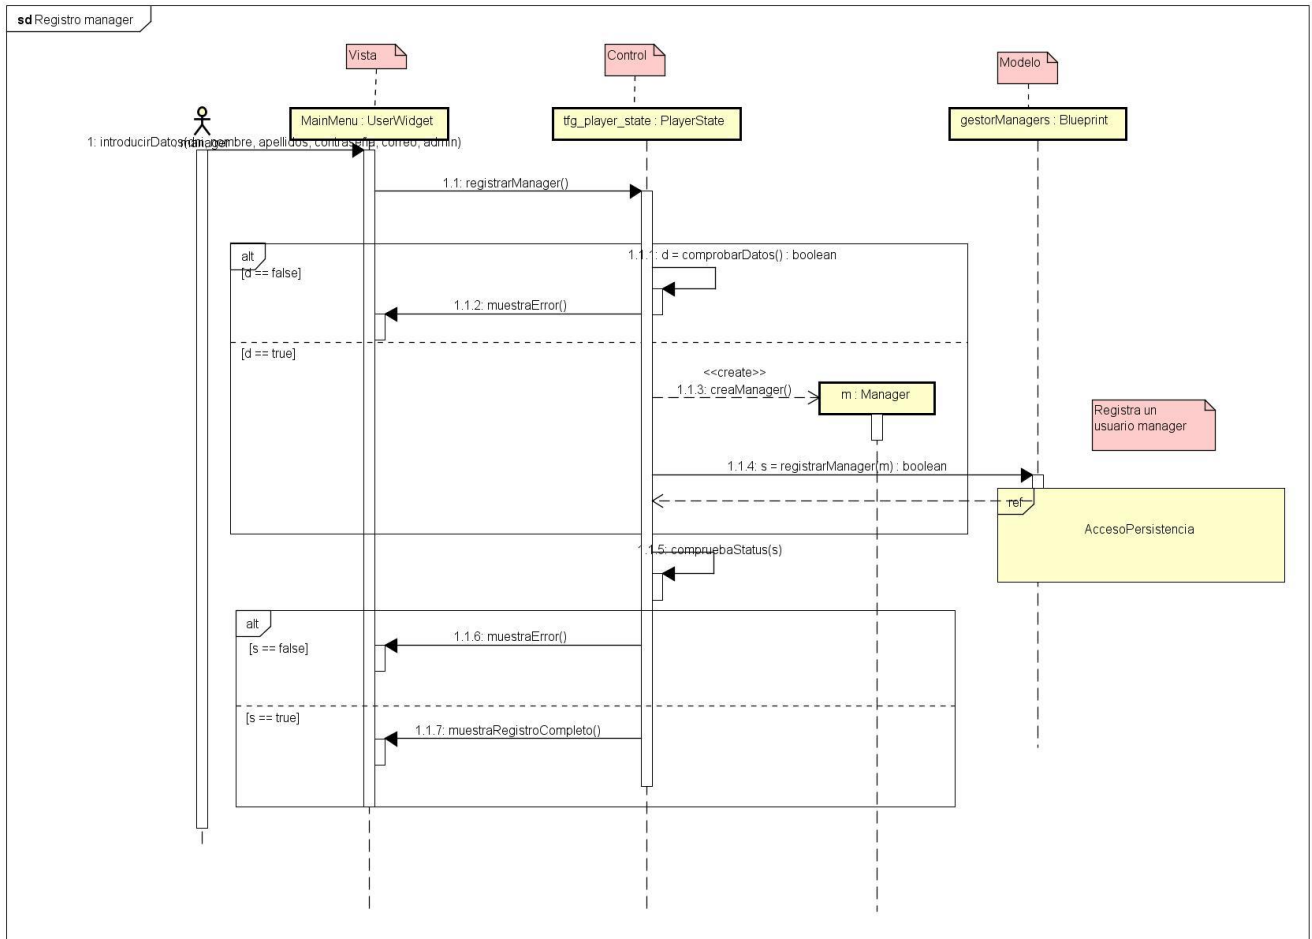 sd Registro manager
Vista
Control
Modelo
MainMenu : UserWidget
tfg_player_state : PlayerState
gestorManagers : Blueprint
manager
1: introducirDatos(dni, nombre, apellidos, contraseña, correo, admin)
1.1: registrarManager()
alt
1.1.1: d = comprobarDatos() : boolean
[d == false]
1.1.2: muestraError()
[d == true]
<<create>>
1.1.3: creaManager()
m : Manager
Registra un
usuario manager
1.1.4: s = registrarManager(m) : boolean
ref
AccesoPersistencia
1.1.5: compruebaStatus(s)
alt
1.1.6: muestraError()
[s == false]
[s == true]
1.1.7: muestraRegistroCompleto()